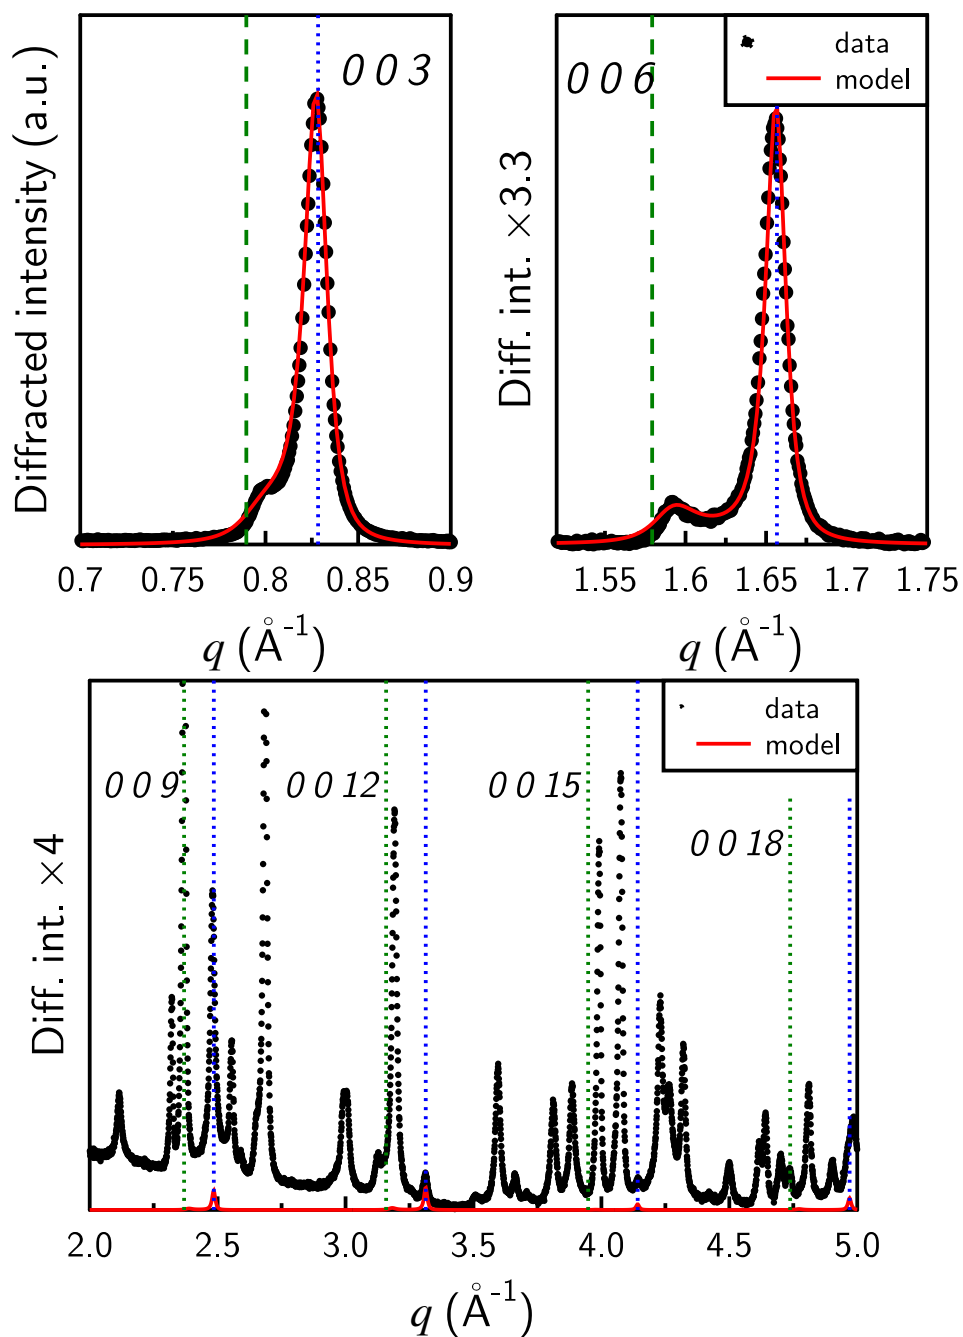 Diffracted intensity (a.u.)
0 0 3
0.7 0.75 0.8 0.85 0.9
q (Å⁻¹)
Diff. int. ×3.3
0 0 6
data
model
1.55 1.6 1.65 1.7 1.75
q (Å⁻¹)
Diff. int. ×4
data
model
0 0 9 0 0 12 0 0 15
0 0 18
2.0 2.5 3.0 3.5 4.0 4.5 5.0
q (Å⁻¹)